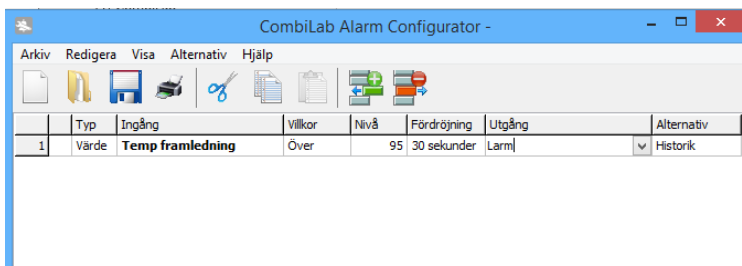 CombiLab Alarm Configurator -
Arkiv Redigera Visa Alternativ Hjälp
Typ Ingång Villkor Nivå Fördröjning Utgång Alternativ
1 Värde Temp framledning Över 95 30 sekunder Larm Historik